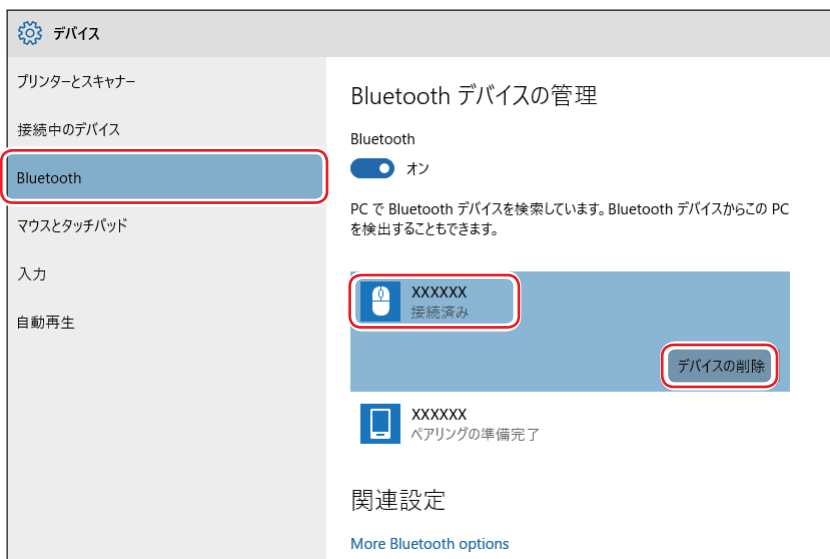 デバイス
プリンターとスキャナー
接続中のデバイス
Bluetooth
マウスとタッチパッド
入力
自動再生
Bluetooth デバイスの管理
Bluetooth
オン
PC で Bluetooth デバイスを検索しています。Bluetooth デバイスからこの PC
を検出することもできます。
XXXXXX
接続済み
デバイスの削除
XXXXXX
ペアリングの準備完了
関連設定
More Bluetooth options